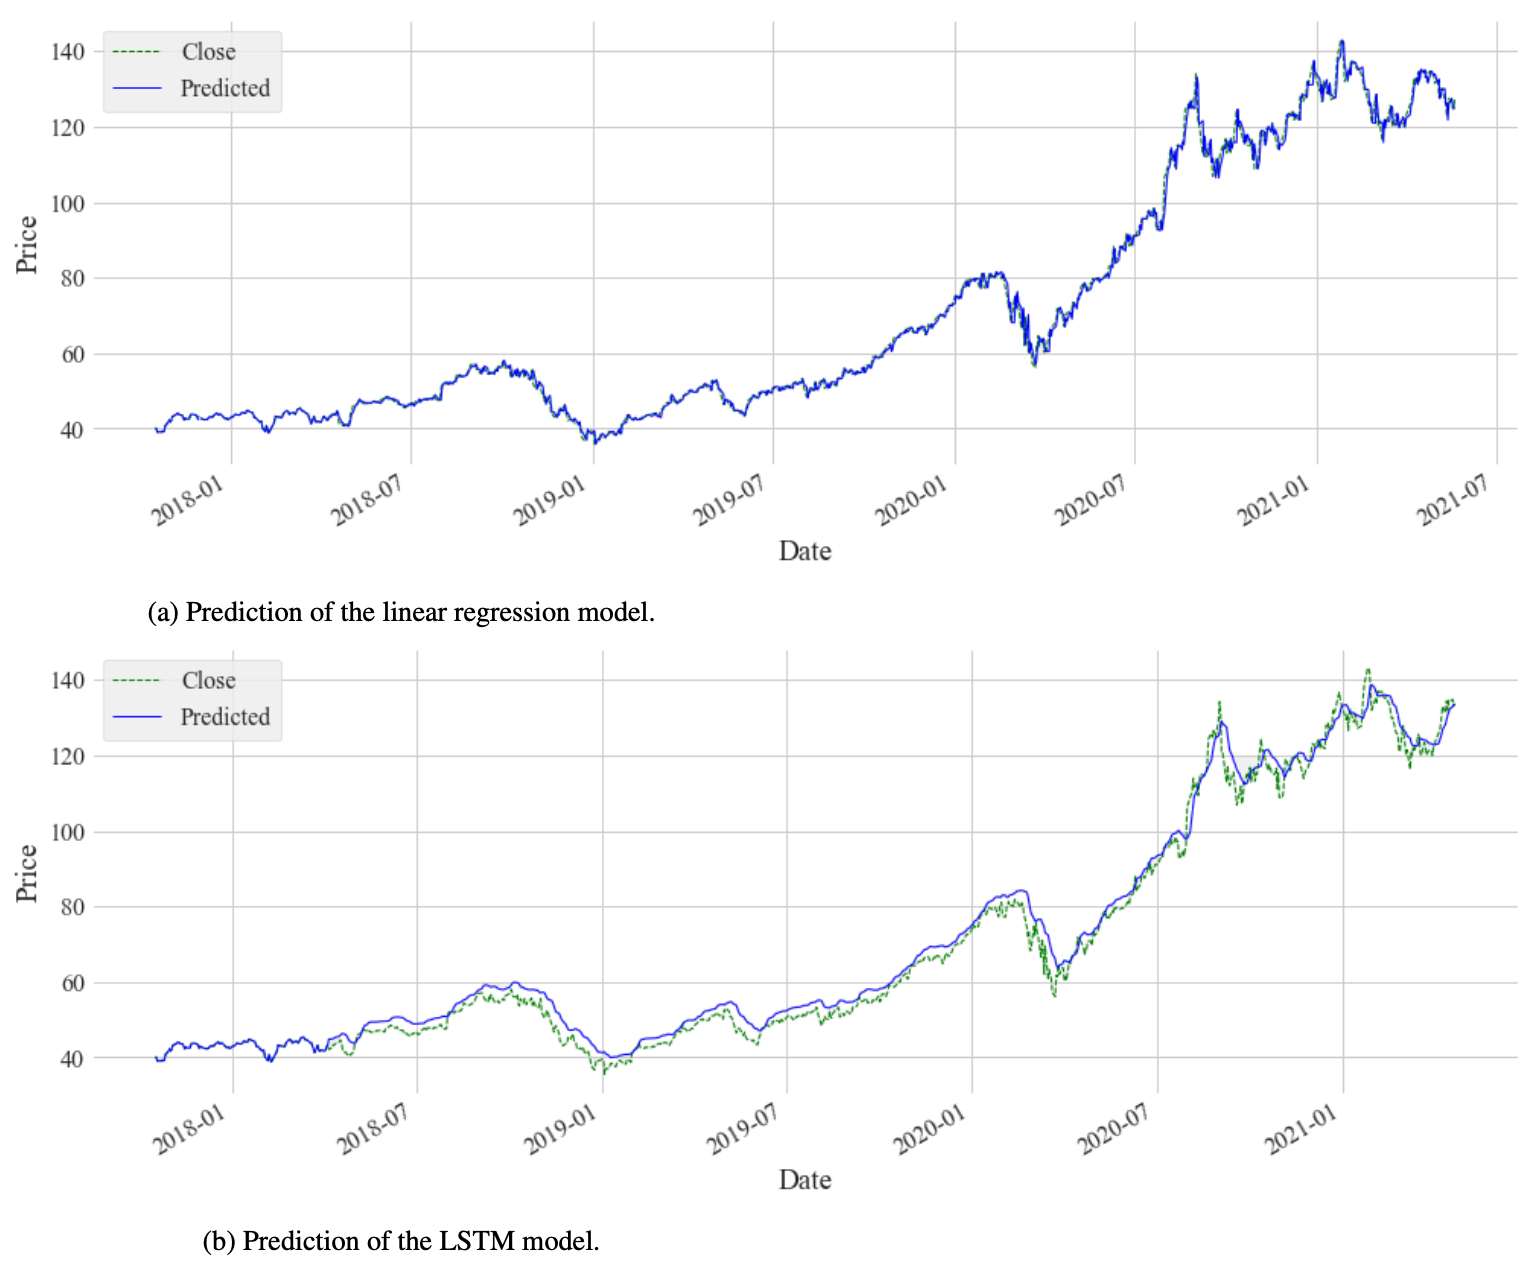 Close
Predicted
140
120
100
80
60
40
Price
2018-01
2018-07
2019-01
2019-07
2020-01
2020-07
2021-01
2021-07
Date
(a) Prediction of the linear regression model.
Close
Predicted
140
120
100
80
60
40
Price
2018-01
2018-07
2019-01
2019-07
2020-01
2020-07
2021-01
Date
(b) Prediction of the LSTM model.